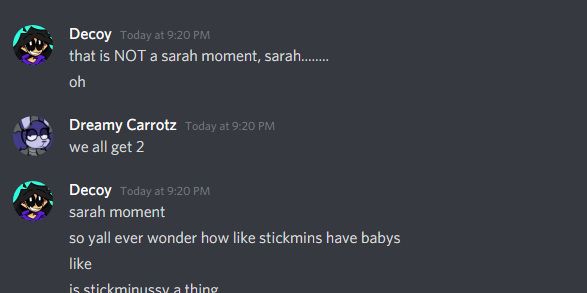 Decoy Today at 9:20 PM
that is NOT a sarah moment, sarah........
oh
Dreamy Carrotz Today at 9:20 PM
we all get 2
Decoy Today at 9:20 PM
sarah moment
so yall ever wonder how like stickmins have babys
like
is stickminussy a thing